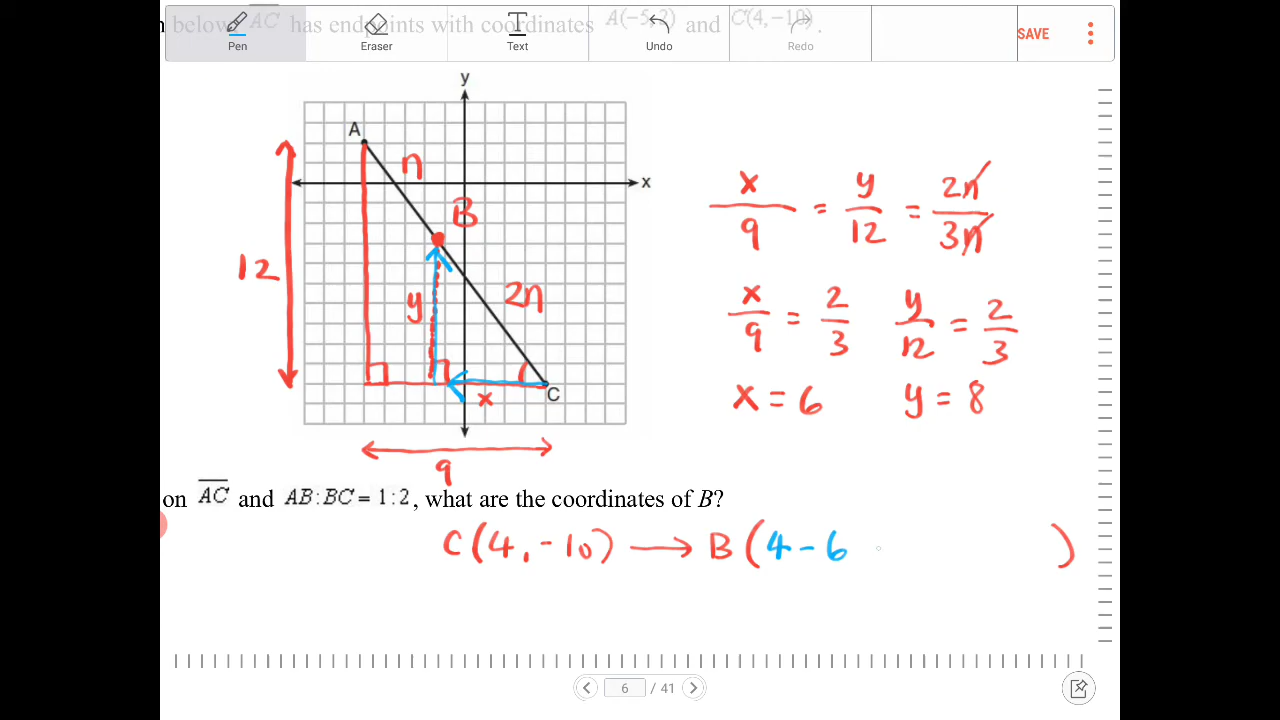 n below, AC has endpoints with coordinates A(−5,2) and C(4,−10).
Pen Eraser Text Undo Redo SAVE
y
A
n
x
B
12
y
2n
x
C
9
x/9 = y/12 = 2n/3n
x/9 = 2/3 y/12 = 2/3
x = 6 y = 8
on AC and AB:BC = 1:2, what are the coordinates of B?
C(4,-10) → B(4-6 )
6 / 41